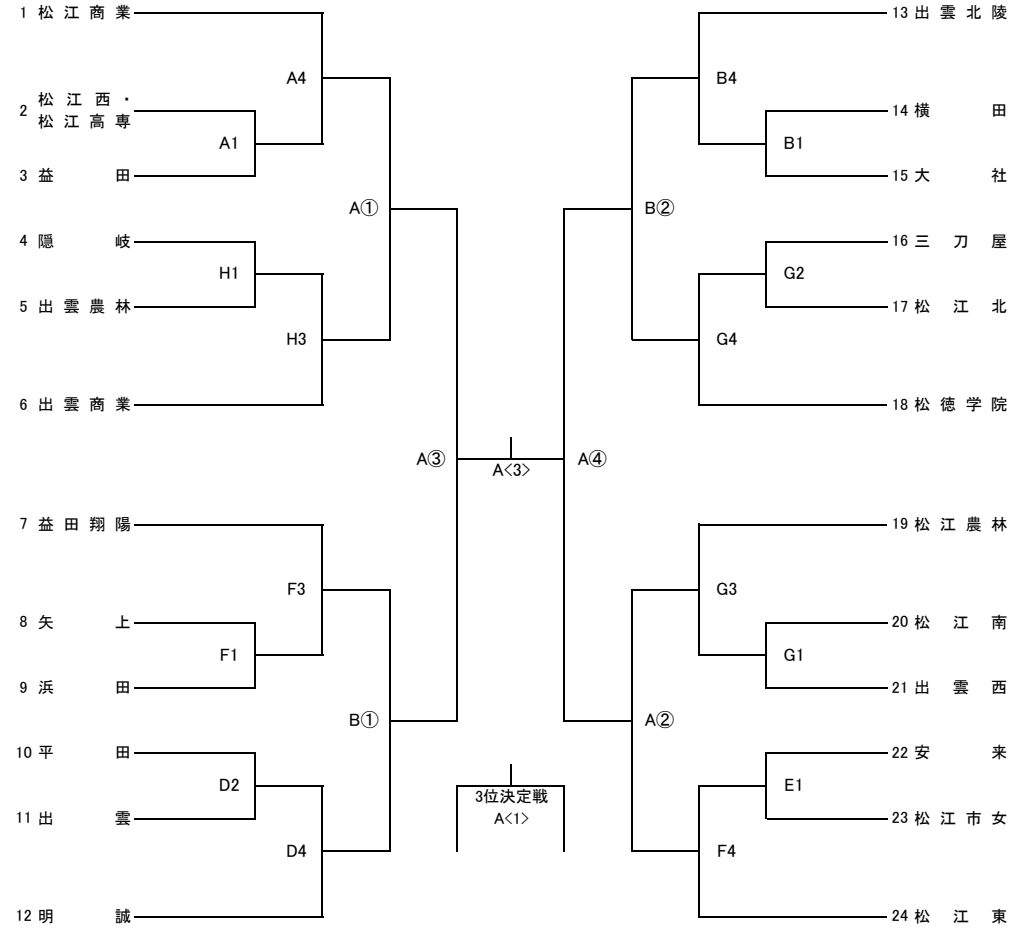 1 松江商業
A4
2 松江西・
松江高専
A1
3 益田
A①
4 隠岐
H1
5 出雲農林
H3
6 出雲商業
A③
7 益田翔陽
F3
8 矢上
F1
9 浜田
B①
10 平田
D2
11 出雲
D4
12 明誠
A<3>
3位決定戦
A<1>
13 出雲北陵
B4
14 横田
B1
15 大社
B②
16 三刀屋
G2
17 松江北
G4
18 松徳学院
A④
19 松江農林
G3
20 松江南
G1
21 出雲西
A②
22 安来
E1
23 松江市女
F4
24 松江東